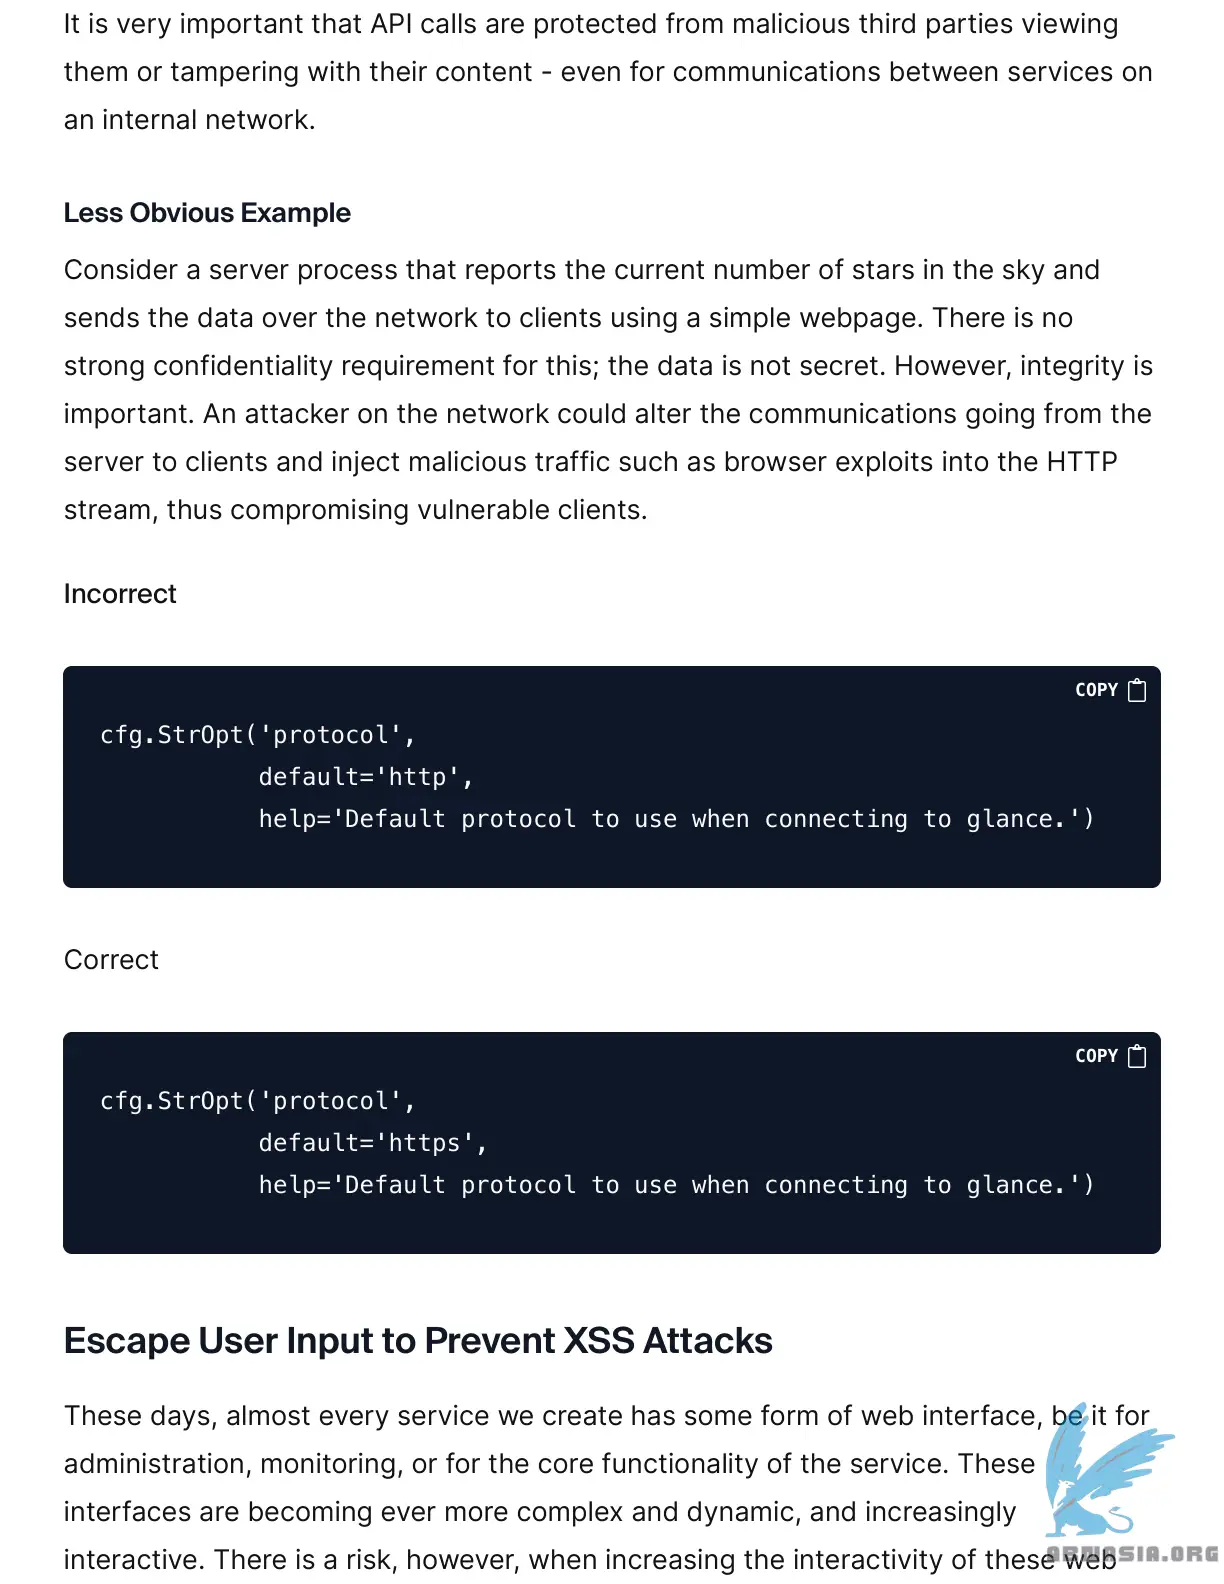 It is very important that API calls are protected from malicious third parties viewing
them or tampering with their content - even for communications between services on
an internal network.
Less Obvious Example
Consider a server process that reports the current number of stars in the sky and
sends the data over the network to clients using a simple webpage. There is no
strong confidentiality requirement for this; the data is not secret. However, integrity is
important. An attacker on the network could alter the communications going from the
server to clients and inject malicious traffic such as browser exploits into the HTTP
stream, thus compromising vulnerable clients.
Incorrect
COPY
cfg.StrOpt('protocol',
default='http',
help='Default protocol to use when connecting to glance.')
Correct
COPY
cfg.StrOpt('protocol',
default='https',
help='Default protocol to use when connecting to glance.')
Escape User Input to Prevent XSS Attacks
These days, almost every service we create has some form of web interface, be it for
administration, monitoring, or for the core functionality of the service. These
interfaces are becoming ever more complex and dynamic, and increasingly
interactive. There is a risk, however, when increasing the interactivity of these web